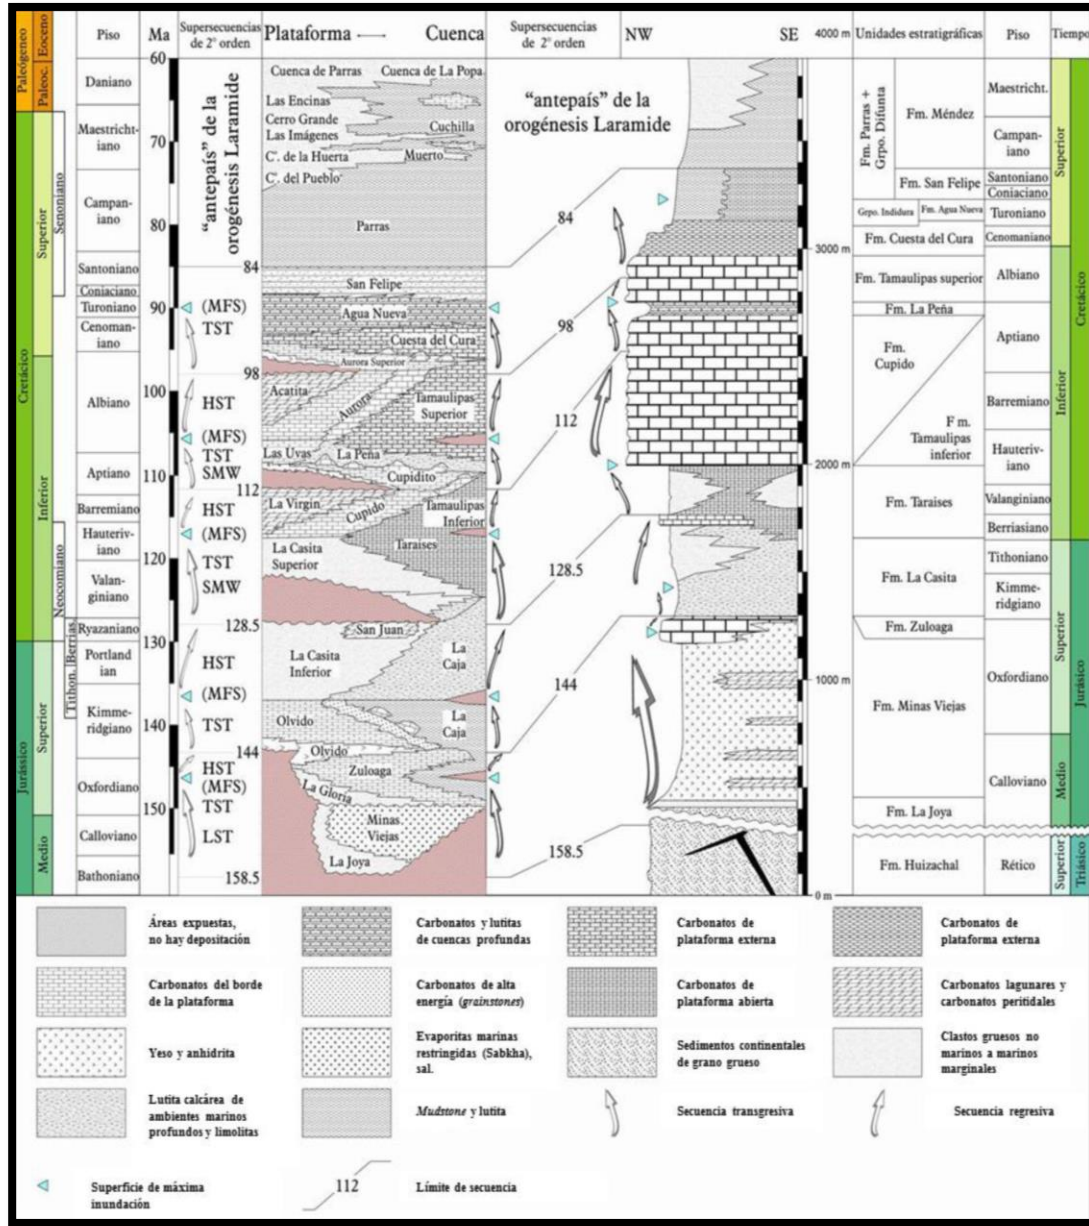 Paleógeneo
Eoceno
Paleoc.
Piso
Ma
Supersecuencias
de 2° orden
Plataforma
Cuenca
Supersecuencias
de 2° orden
NW
SE
4000 m
Unidades estratigráficas
Piso
Tiempo
60
70
80
90
100
110
120
130
140
150
Cretácico
Jurássico
Superior
Inferior
Superior
Medio
Senoniano
Neocomiano
Berrias.
Tithon.
Daniano
Maestricht-
iano
Campan-
iano
Santoniano
Coniaciano
Turoniano
Cenoman-
iano
Albiano
Aptiano
Barremiano
Hauteriv-
iano
Valan-
giniano
Ryazaniano
Portland
ian
Kimme-
ridgiano
Oxfordiano
Calloviano
Bathoniano
"antepaís" de la
orogénesis Laramide
84
(MFS)
TST
98
HST
(MFS)
TST
SMW
112
HST
(MFS)
TST
SMW
128.5
HST
(MFS)
TST
144
HST
(MFS)
TST
LST
158.5
Cuenca de Parras
Cuenca de La Popa
Las Encinas
Cerro Grande
Las Imágenes
Cuchilla
C'. de la Huerta
Muerto
C'. del Pueblo
Parras
San Felipe
Agua Nueva
Cuesta del Cura
Aurora Superior
Acatita
Aurora
Tamaulipas
Superior
Las Uvas
La Peña
Cupidito
La Virgin
Cupido
Tamaulipas
Inferior
Taraises
La Casita
Superior
San Juan
La Casita
Inferior
La
Caja
Olvido
La
Caja
Olvido
Zuloaga
La Gloria
Minas
Viejas
La Joya
"antepaís" de la
orogénesis Laramide
84
98
112
128.5
144
158.5
3000 m
2000 m
1000 m
0 m
Fm. Parras +
Grpo. Difunta
Fm. Méndez
Fm. San Felipe
Grpo. Indidura
Fm. Agua Nueva
Fm. Cuesta del Cura
Fm. Tamaulipas superior
Fm. La Peña
Fm.
Cupido
F m.
Tamaulipas
inferior
Fm. Taraises
Fm. La Casita
Fm. Zuloaga
Fm. Minas Viejas
Fm. La Joya
Fm. Huizachal
Maestricht.
Campan-
iano
Santoniano
Coniaciano
Turoniano
Cenomaniano
Albiano
Aptiano
Barremiano
Hauteriv-
iano
Valanginiano
Berriasiano
Tithoniano
Kimme-
ridgiano
Oxfordiano
Calloviano
Rético
Superior
Inferior
Superior
Medio
Superior
Cretácico
Jurásico
Triásico
Áreas expuestas,
no hay depositación
Carbonatos y lutitas
de cuencas profundas
Carbonatos de
plataforma externa
Carbonatos de
plataforma externa
Carbonatos del borde
de la plataforma
Carbonatos de alta
energía (grainstones)
Carbonatos de
plataforma abierta
Carbonatos lagunares y
carbonatos peritidales
Yeso y anhidrita
Evaporitas marinas
restringidas (Sabkha),
sal.
Sedimentos continentales
de grano grueso
Clastos gruesos no
marinos a marinos
marginales
Lutita calcárea de
ambientes marinos
profundos y limolitas
Mudstone y lutita
Secuencia transgresiva
Secuencia regresiva
Superficie de máxima
inundación
112
Límite de secuencia